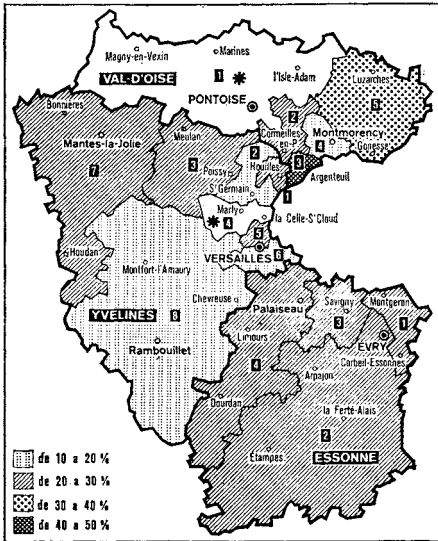 Magny-en-Vexin
Marines
VAL-D'OISE
1
l'Isle-Adam
Luzarches
PONTOISE
5
Bonnières
2
Cormeilles-
en-P.
Montmorency
4
Gonesse
Mantes-la-Jolie
Meulan
2
Houilles
3
7
3
Poissy
Argenteuil
St Germain
1
Marly
4
la Celle-St Cloud
5
Houdan
VERSAILLES
6
Montfort-l'Amaury
Chevreuse
Palaiseau
Savigny
Montgeron
YVELINES
8
3
1
EVRY
Rambouillet
Limours
Corbeil-Essonnes
4
Arpajon
Dourdan
la Ferté-Alais
2
Étampes
ESSONNE
de 10 a 20 %
de 20 a 30 %
de 30 a 40 %
de 40 a 50 %